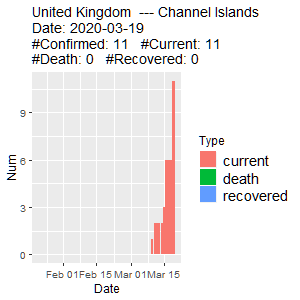 United Kingdom --- Channel Islands
Date: 2020-03-19
#Confirmed: 11 #Current: 11
#Death: 0 #Recovered: 0
9
6
3
0
Num
Feb 01 Feb 15 Mar 01 Mar 15
Date
Type
current
death
recovered